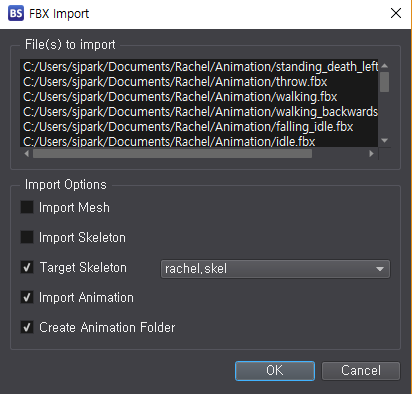 BS FBX Import
File(s) to import
C:/Users/sjpark/Documents/Rachel/Animation/standing_death_left
C:/Users/sjpark/Documents/Rachel/Animation/throw.fbx
C:/Users/sjpark/Documents/Rachel/Animation/walking.fbx
C:/Users/sjpark/Documents/Rachel/Animation/walking_backwards
C:/Users/sjpark/Documents/Rachel/Animation/falling_idle.fbx
C:/Users/sjpark/Documents/Rachel/Animation/idle.fbx
Import Options
Import Mesh
Import Skeleton
Target Skeleton rachel.skel
Import Animation
Create Animation Folder
OK Cancel